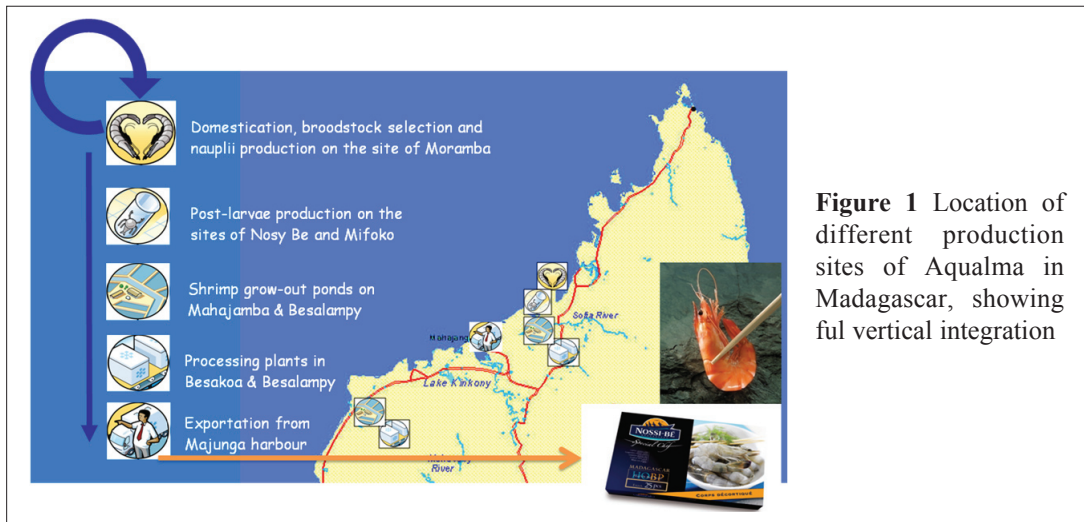 Domestication, broodstock selection and
nauplii production on the site of Moramba
Post-larvae production on the
sites of Nosy Be and Mifoko
Shrimp grow-out ponds on
Mahajamba & Besalampy
Processing plants in
Besakoa & Besalampy
Exportation from
Majunga harbour
Sofia River
Mahajang
Lake Kinkony
River
NOSSI-BE
MADAGASCAR
Figure 1 Location of
different production
sites of Aqualma in
Madagascar, showing
ful vertical integration